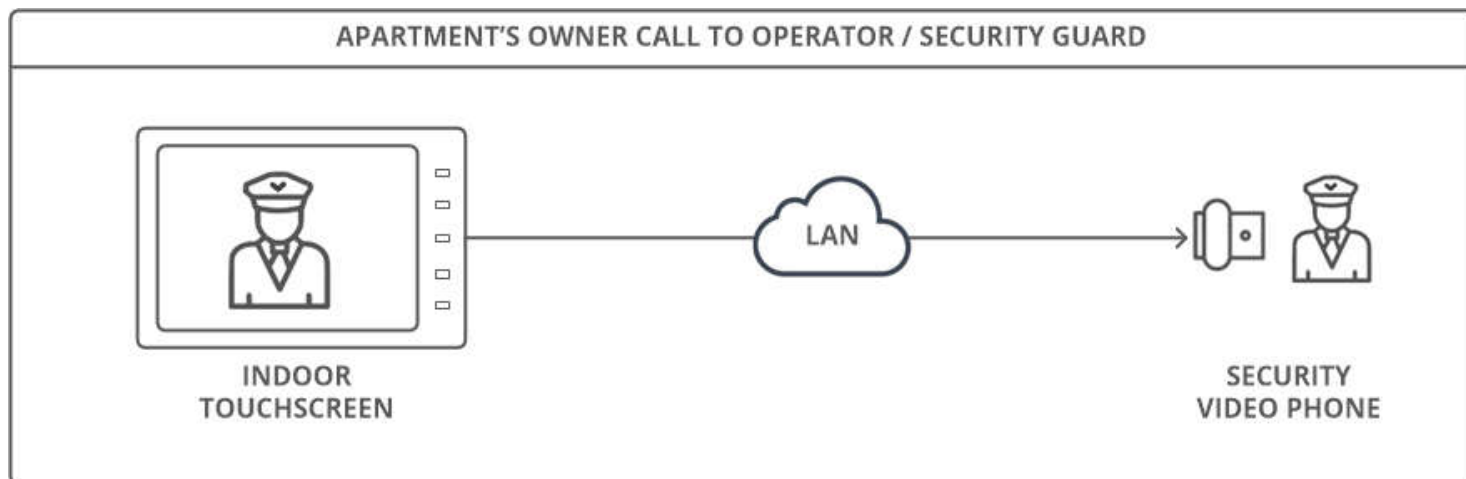 APARTMENT'S OWNER CALL TO OPERATOR / SECURITY GUARD
LAN
INDOOR
TOUCHSCREEN
SECURITY
VIDEO PHONE